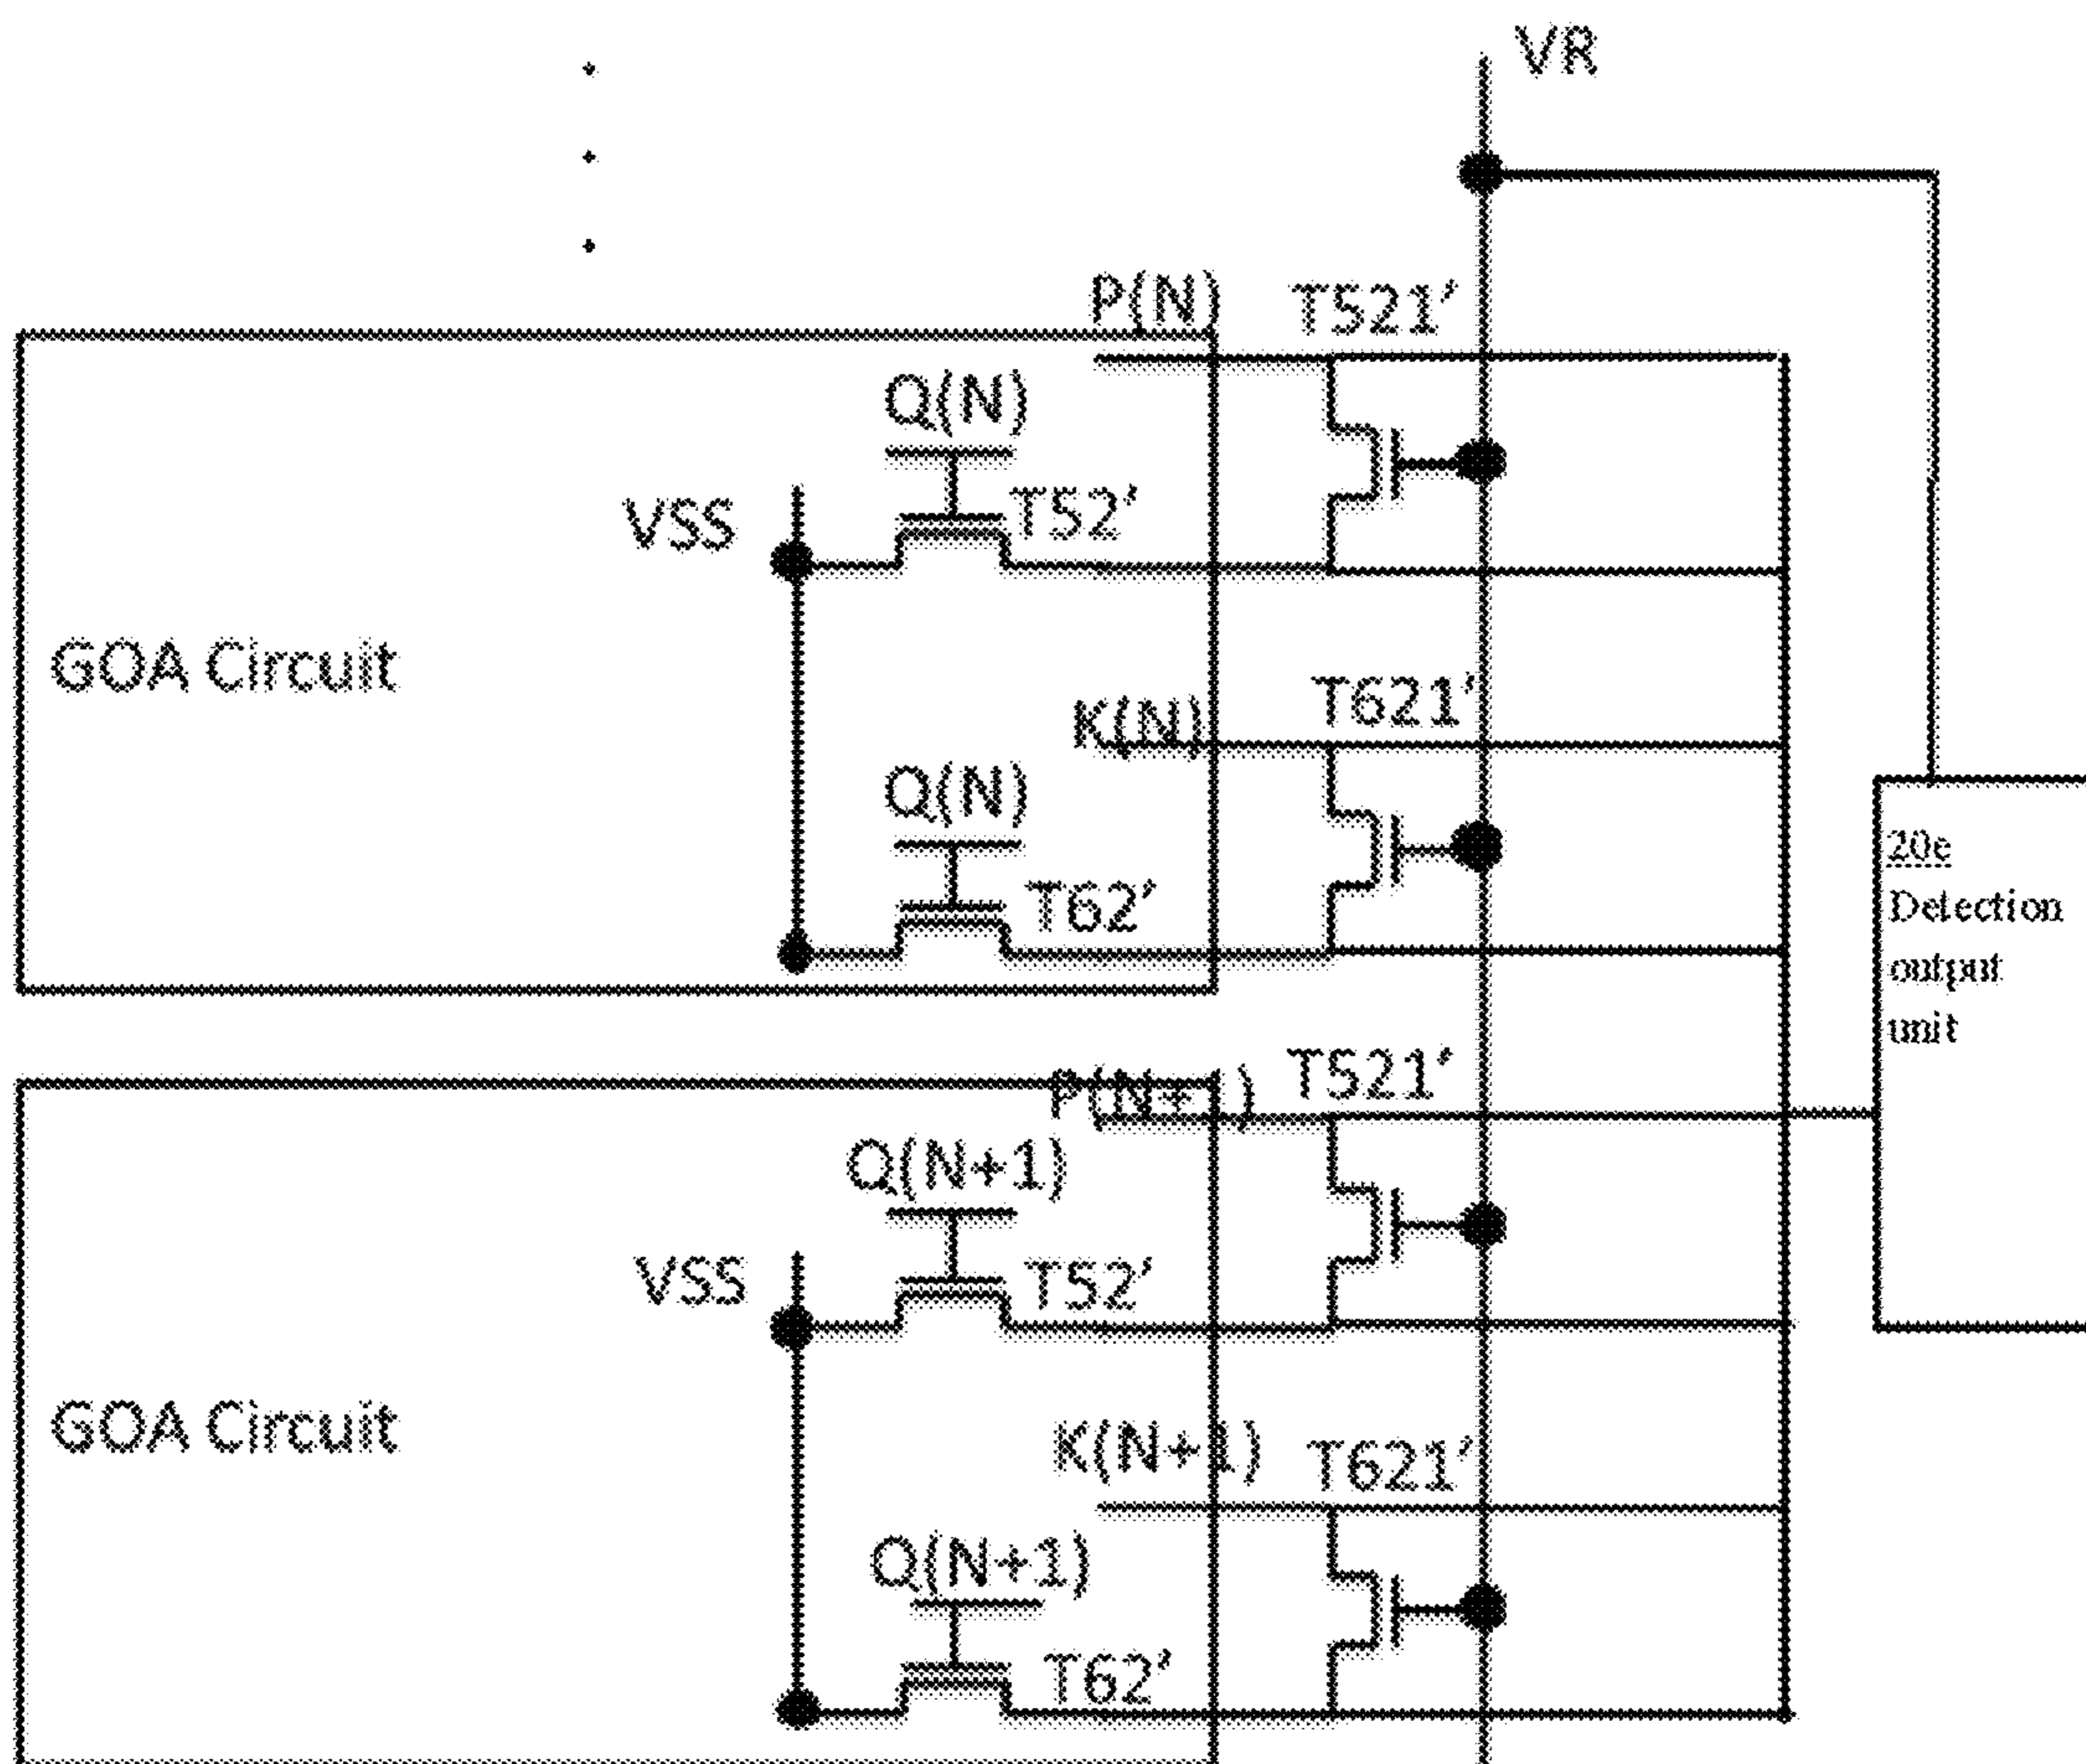 VR
P(N)
T521′
Q(N)
VSS
T52′
GOA Circuit
K(N)
T621′
Q(N)
T62′
20e
Detection
output
unit
P(N+1)
T521′
Q(N+1)
VSS
T52′
GOA Circuit
K(N+1)
T621′
Q(N+1)
T62′